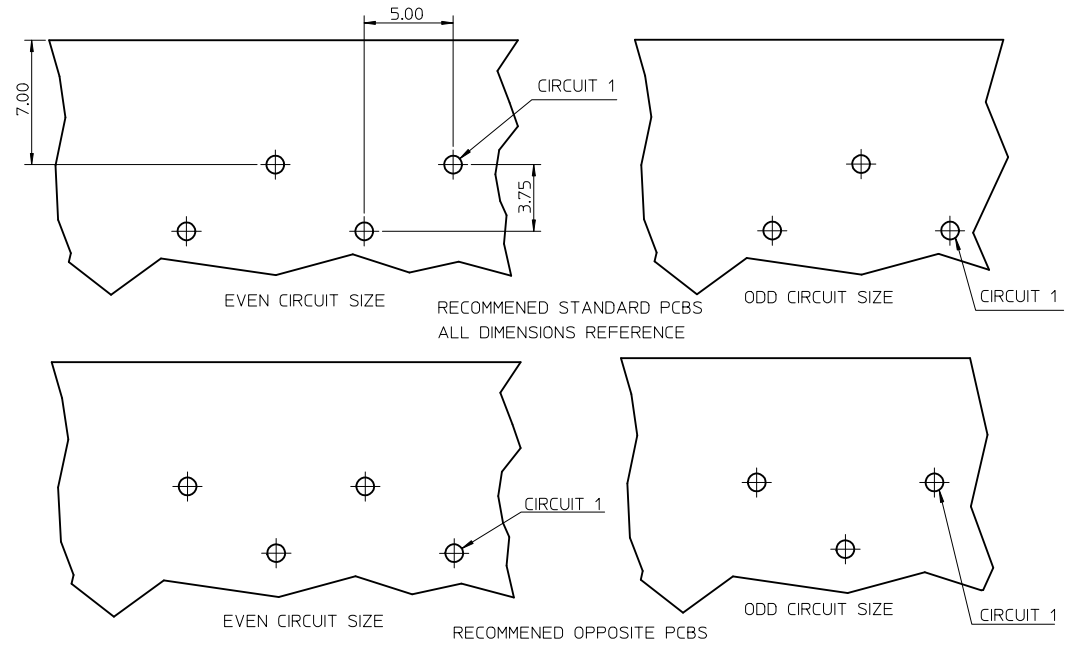 5.00
7.00
CIRCUIT 1
3.75
EVEN CIRCUIT SIZE
ODD CIRCUIT SIZE
CIRCUIT 1
RECOMMENED STANDARD PCBS
ALL DIMENSIONS REFERENCE
CIRCUIT 1
EVEN CIRCUIT SIZE
ODD CIRCUIT SIZE
CIRCUIT 1
RECOMMENED OPPOSITE PCBS